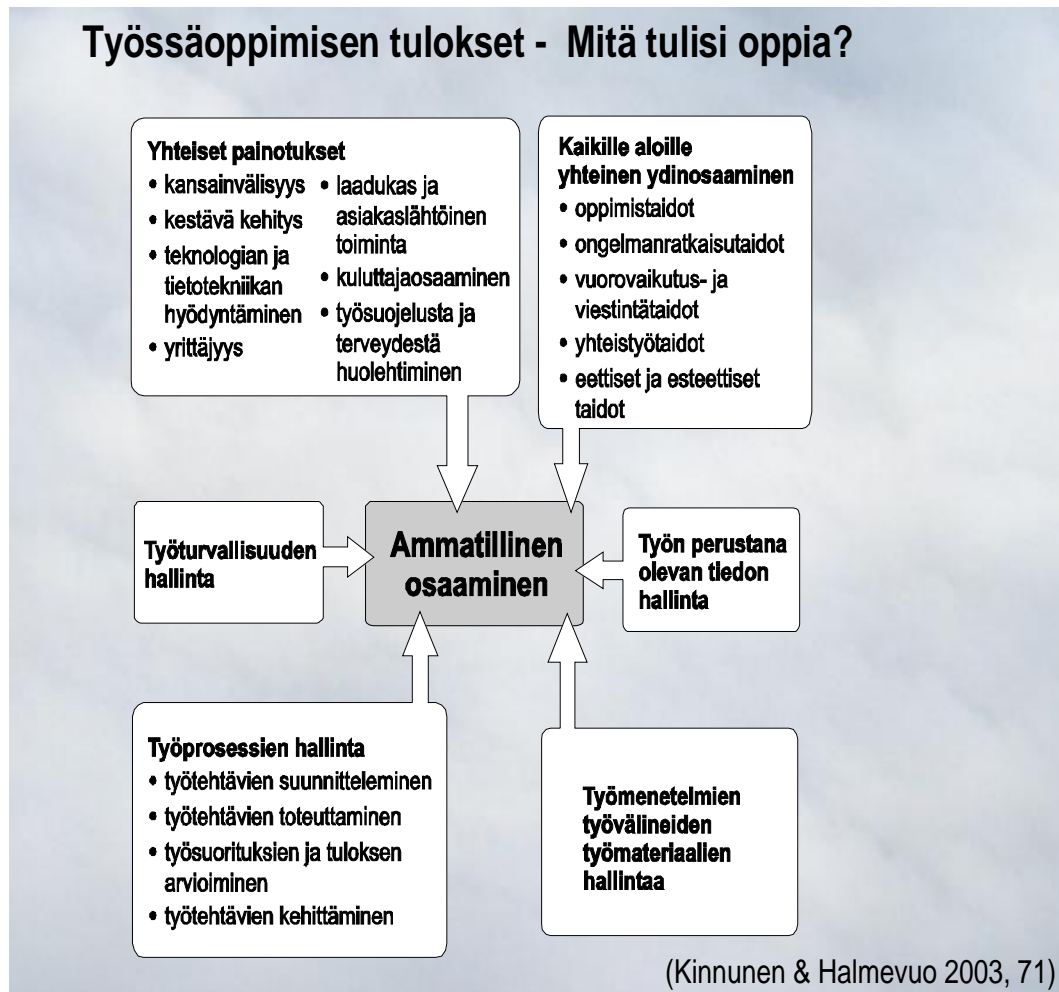 Työssäoppimisen tulokset - Mitä tulisi oppia?
Yhteiset painotukset
• kansainvälisyys
• kestävä kehitys
• teknologian ja
tietotekniikan
hyödyntäminen
• yrittäjyys
• laadukas ja
asiakaslähtöinen
toiminta
• kuluttajaosaaminen
• työsuojelusta ja
terveydestä
huolehtiminen
Kaikille aloille
yhteinen ydinosaaminen
• oppimistaidot
• ongelmanratkaisutaidot
• vuorovaikutus- ja
viestintätaidot
• yhteistyötaidot
• eettiset ja esteettiset
taidot
Työturvallisuuden
hallinta
Ammatillinen
osaaminen
Työn perustana
olevan tiedon
hallinta
Työprosessien hallinta
• työtehtävien suunnitteleminen
• työtehtävien toteuttaminen
• työsuorituksien ja tuloksen
arvioiminen
• työtehtävien kehittäminen
Työmenetelmien
työvälineiden
työmateriaalien
hallintaa
(Kinnunen & Halmevuo 2003, 71)